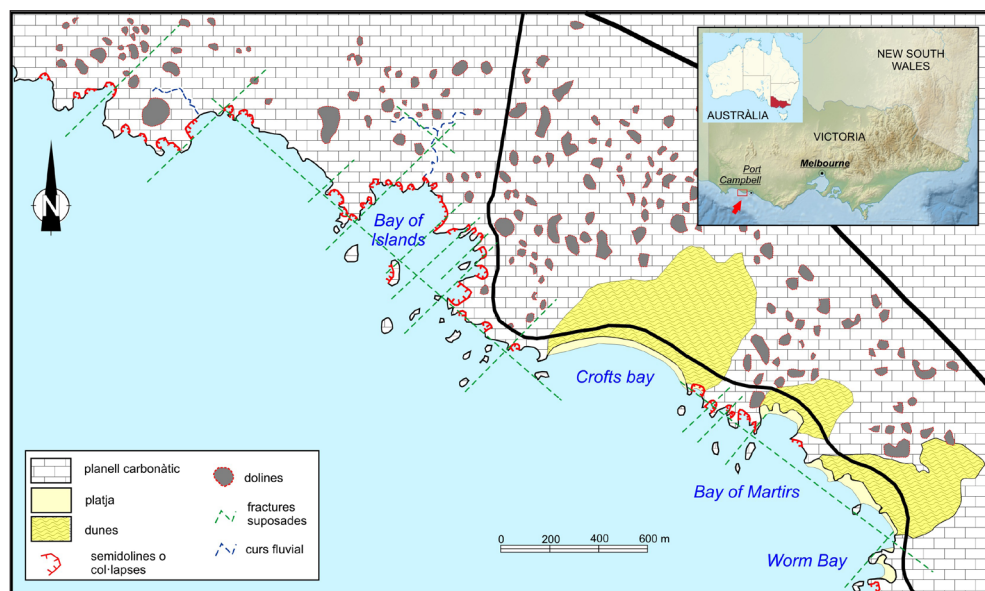 NEW SOUTH
WALES
AUSTRÀLIA
VICTORIA
Melbourne
Port
Campbell
N
Bay of
Islands
Crofts bay
Bay of Martirs
Worm Bay
planell carbonàtic
platja
dunes
semidolines o
col·lapses
dolines
fractures
suposades
curs fluvial
0 200 400 600 m